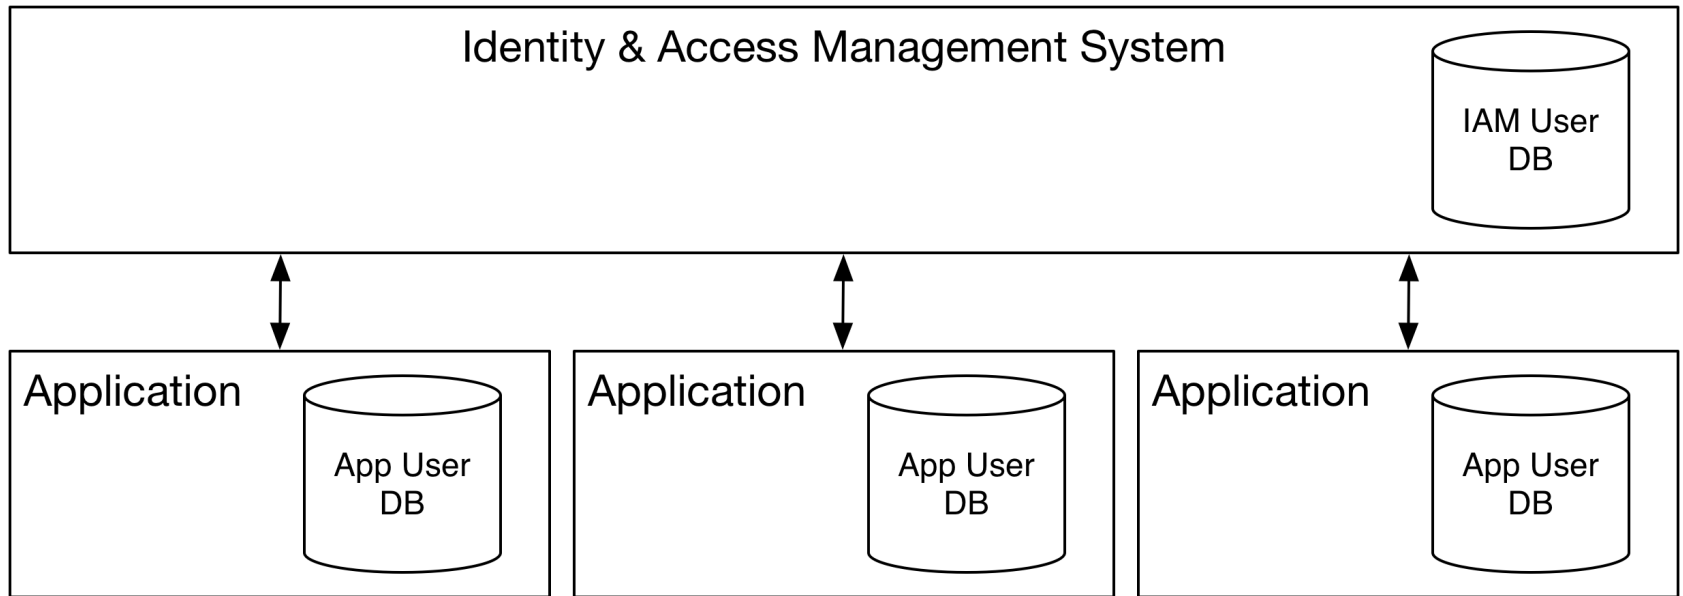 Identity & Access Management System
IAM User
DB
Application
App User
DB
Application
App User
DB
Application
App User
DB